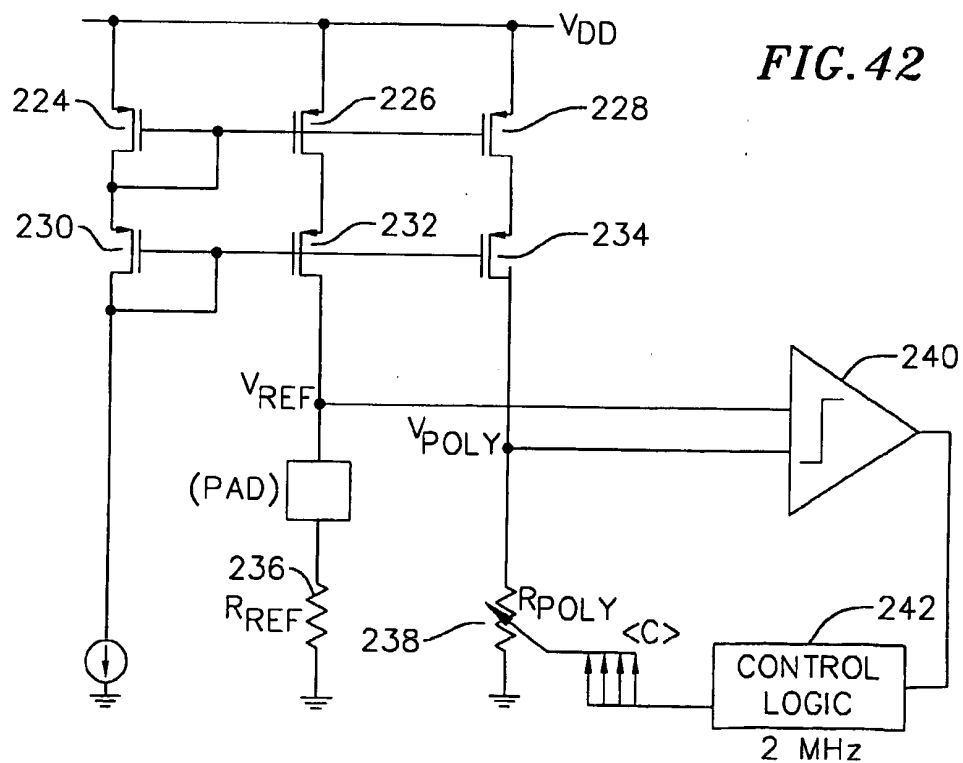 VDD
FIG. 42
224
226
228
230
232
234
240
VREF
VPOLY
(PAD)
236
RREF
RPOLY
238
<C>
242
CONTROL
LOGIC
2 MHz